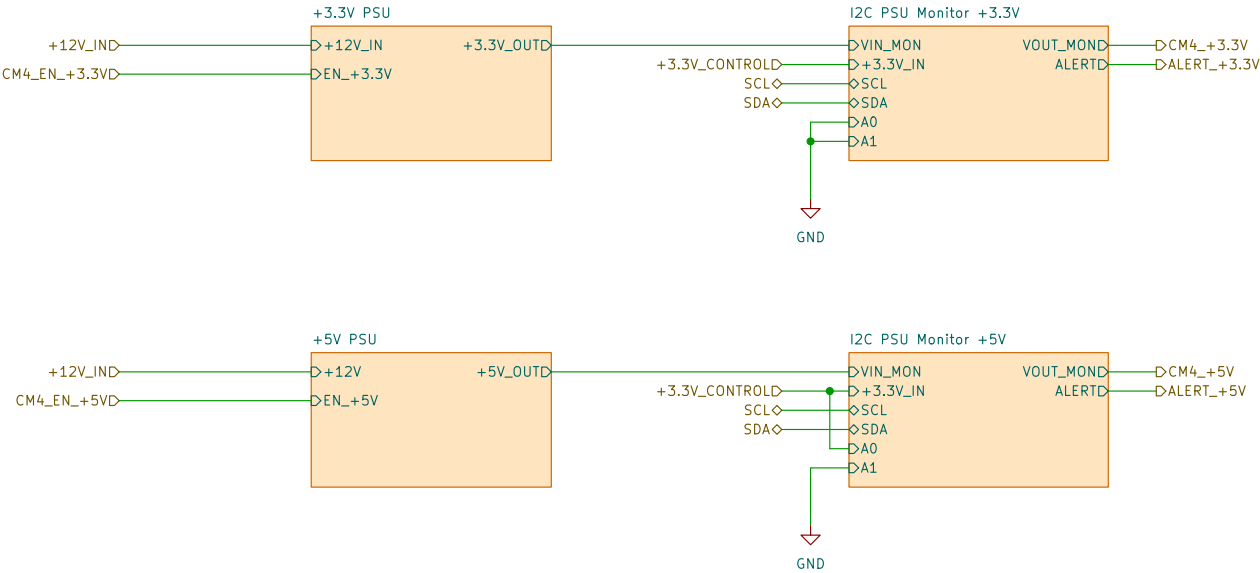 +3.3V PSU
I2C PSU Monitor +3.3V
+12V_IN
+12V_IN
+3.3V_OUT
VIN_MON
VOUT_MON
CM4_+3.3V
+3.3V_CONTROL
+3.3V_IN
ALERT
ALERT_+3.3V
CM4_EN_+3.3V
EN_+3.3V
SCL
SCL
SDA
SDA
A0
A1
GND
+5V PSU
I2C PSU Monitor +5V
+12V_IN
+12V
+5V_OUT
VIN_MON
VOUT_MON
CM4_+5V
+3.3V_CONTROL
+3.3V_IN
ALERT
ALERT_+5V
CM4_EN_+5V
EN_+5V
SCL
SCL
SDA
SDA
A0
A1
GND